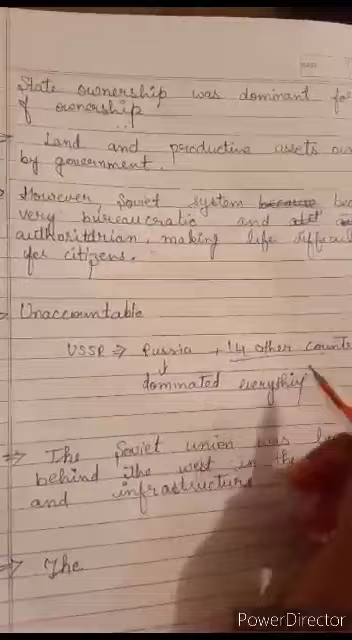 State ownership was dominant
of ownership
Land and productive assets
by government.
However, Soviet system because
very bureaucratic and
authoritdrian, making life
for citizens.
Unaccountable
USSR ⇒ Russia + 14 other
↓
dominated everything
⇒ The Soviet union was
behind the west in the
and infrastructure
⇒ The
PowerDirector